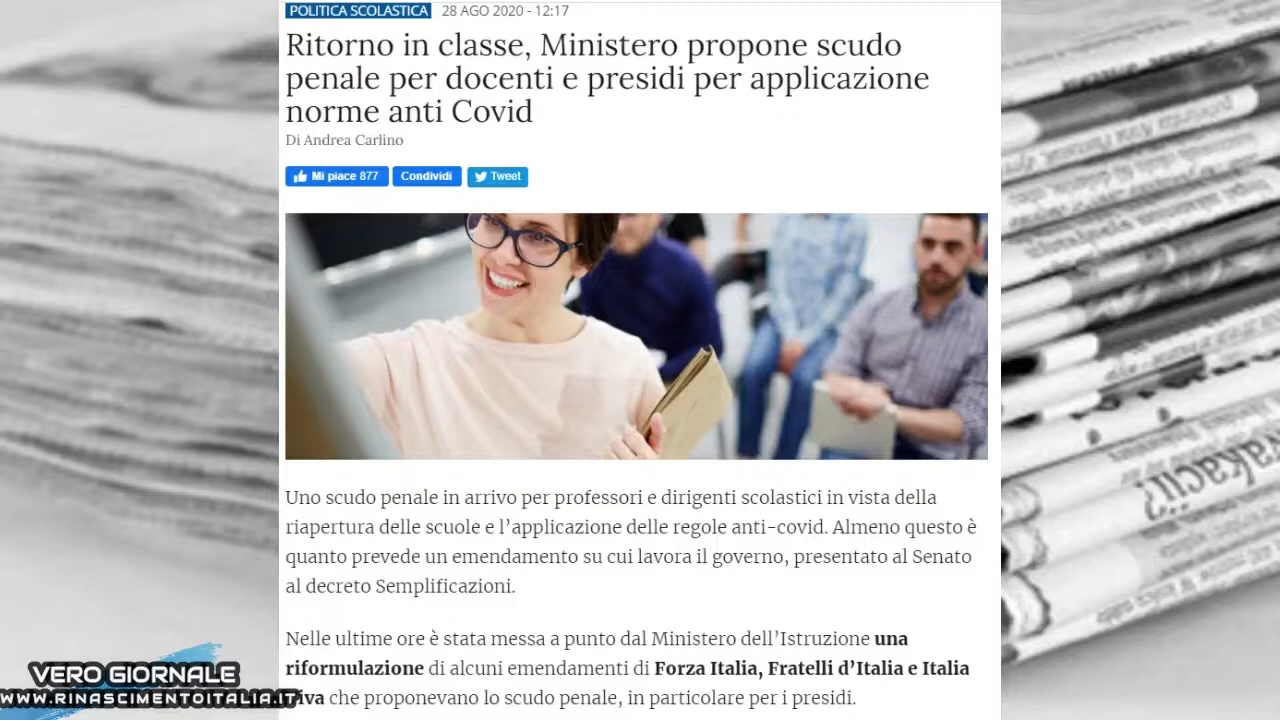 POLITICA SCOLASTICA 28 AGO 2020 - 12:17
Ritorno in classe, Ministero propone scudo
penale per docenti e presidi per applicazione
norme anti Covid
Di Andrea Carlino
Mi piace 877 Condividi Tweet
Uno scudo penale in arrivo per professori e dirigenti scolastici in vista della
riapertura delle scuole e l’applicazione delle regole anti-covid. Almeno questo è
quanto prevede un emendamento su cui lavora il governo, presentato al Senato
al decreto Semplificazioni.
Nelle ultime ore è stata messa a punto dal Ministero dell’Istruzione una
riformulazione di alcuni emendamenti di Forza Italia, Fratelli d’Italia e Italia
che proponevano lo scudo penale, in particolare per i presidi.
VERO GIORNALE
WWW.RINASCIMENTOITALIA.IT